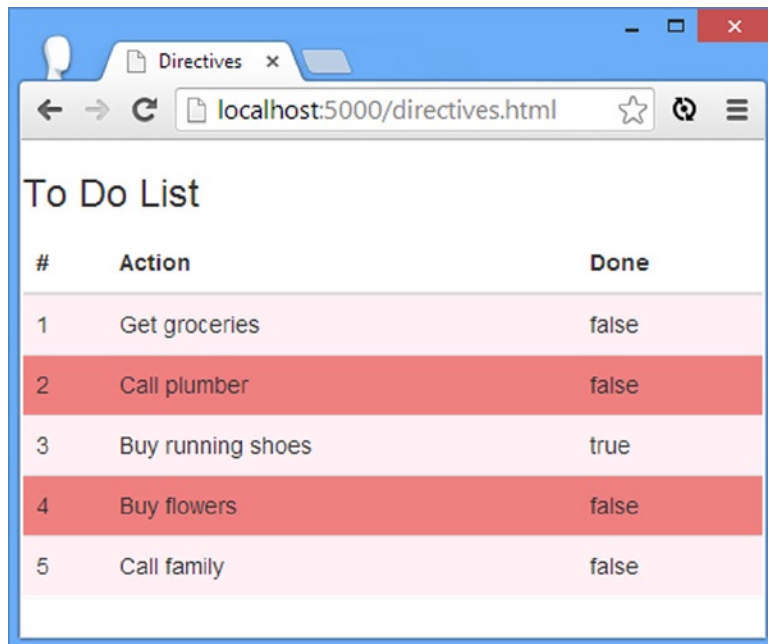 Directives
localhost:5000/directives.html
To Do List
# Action Done
1 Get groceries false
2 Call plumber false
3 Buy running shoes true
4 Buy flowers false
5 Call family false